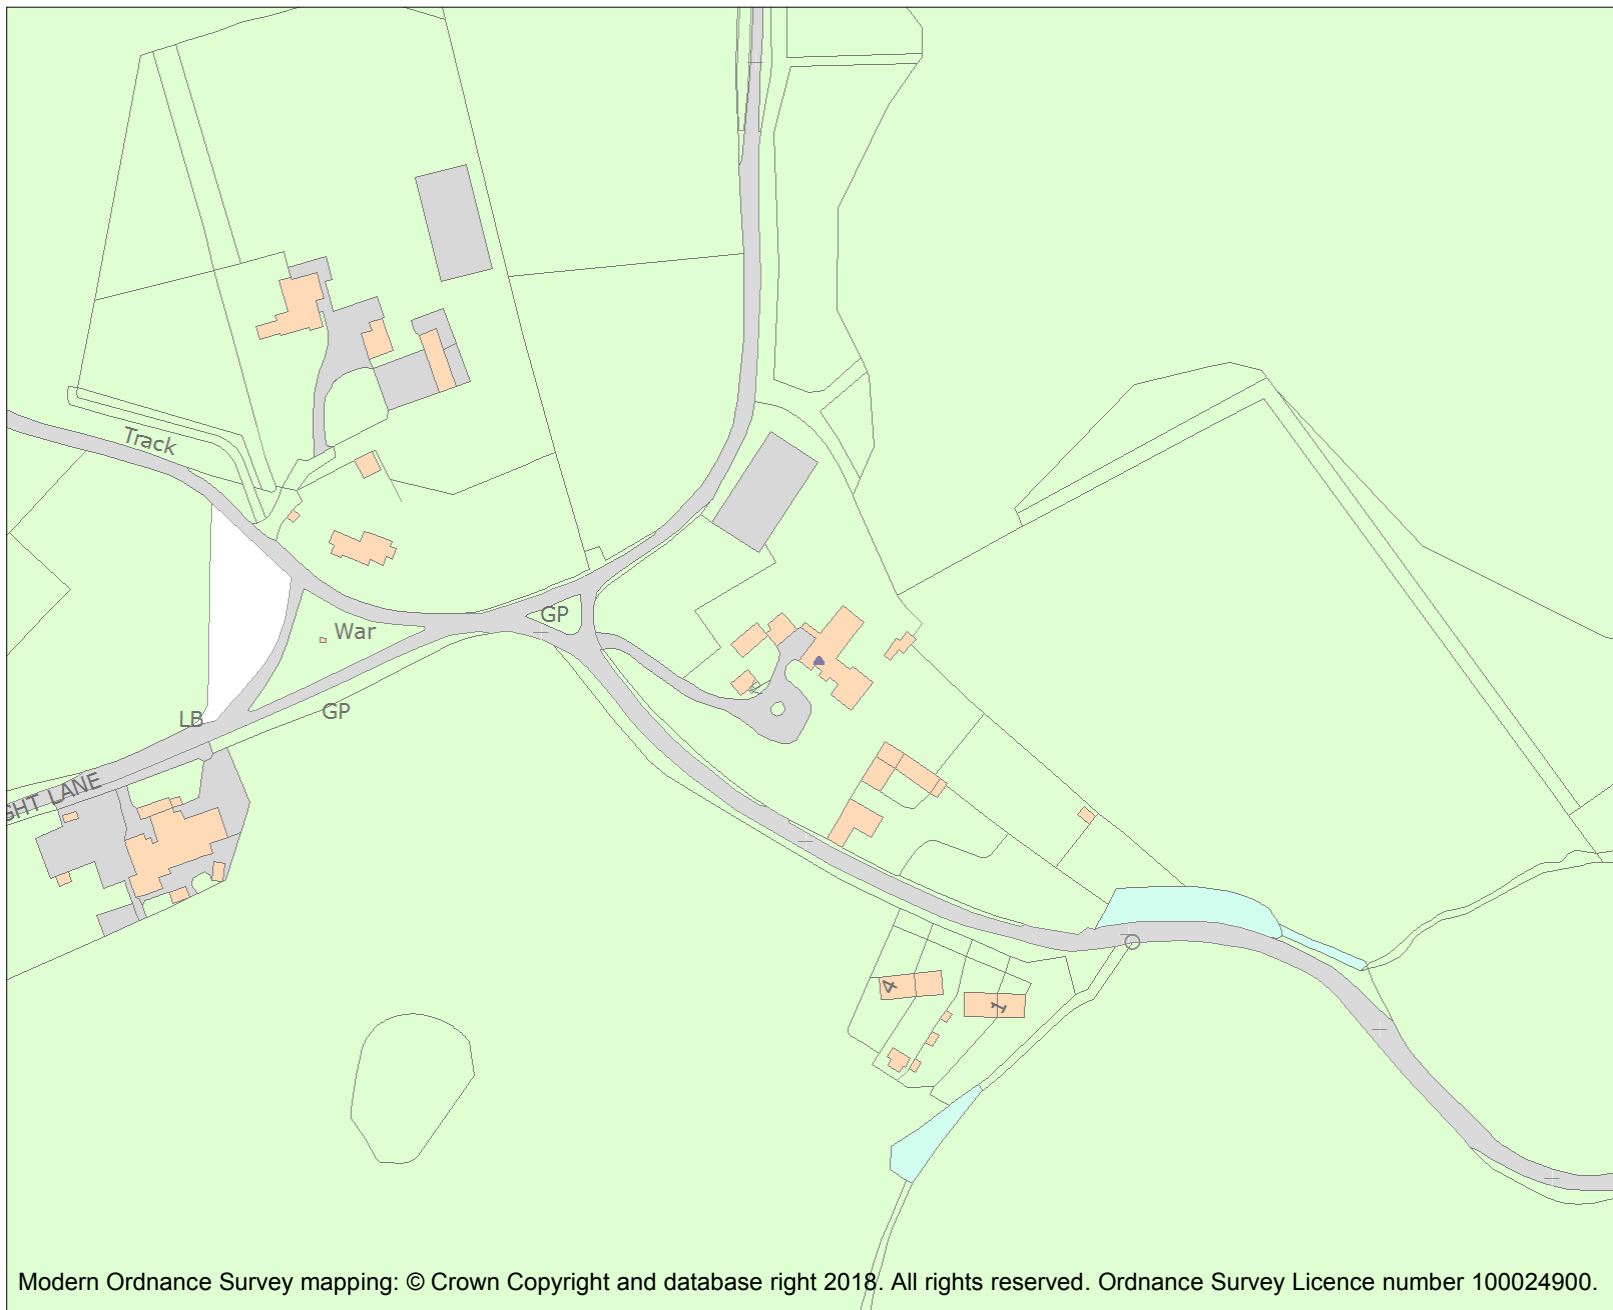 Track
GP
War
LB
GP
GHT LANE
4
1
Modern Ordnance Survey mapping: © Crown Copyright and database right 2018. All rights reserved. Ordnance Survey Licence number 100024900.